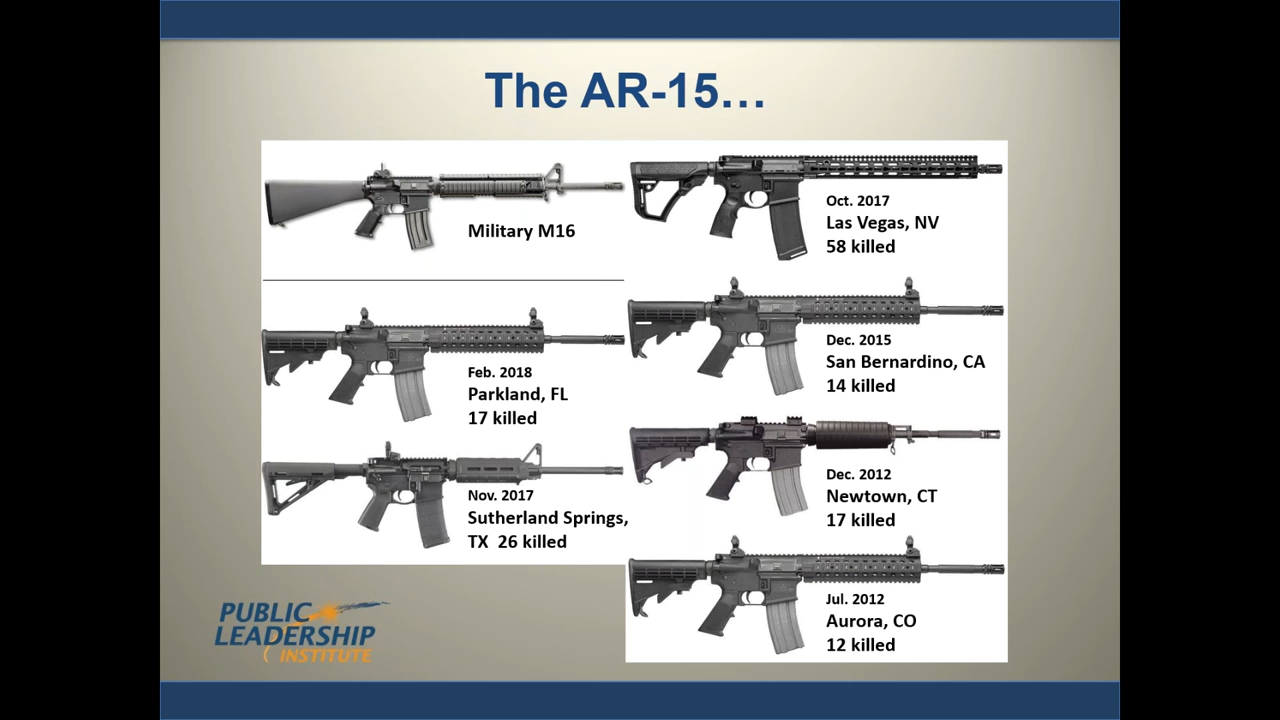 The AR-15...
Military M16
Feb. 2018
Parkland, FL
17 killed
Nov. 2017
Sutherland Springs,
TX 26 killed
Oct. 2017
Las Vegas, NV
58 killed
Dec. 2015
San Bernardino, CA
14 killed
Dec. 2012
Newtown, CT
17 killed
Jul. 2012
Aurora, CO
12 killed
PUBLIC
LEADERSHIP
INSTITUTE